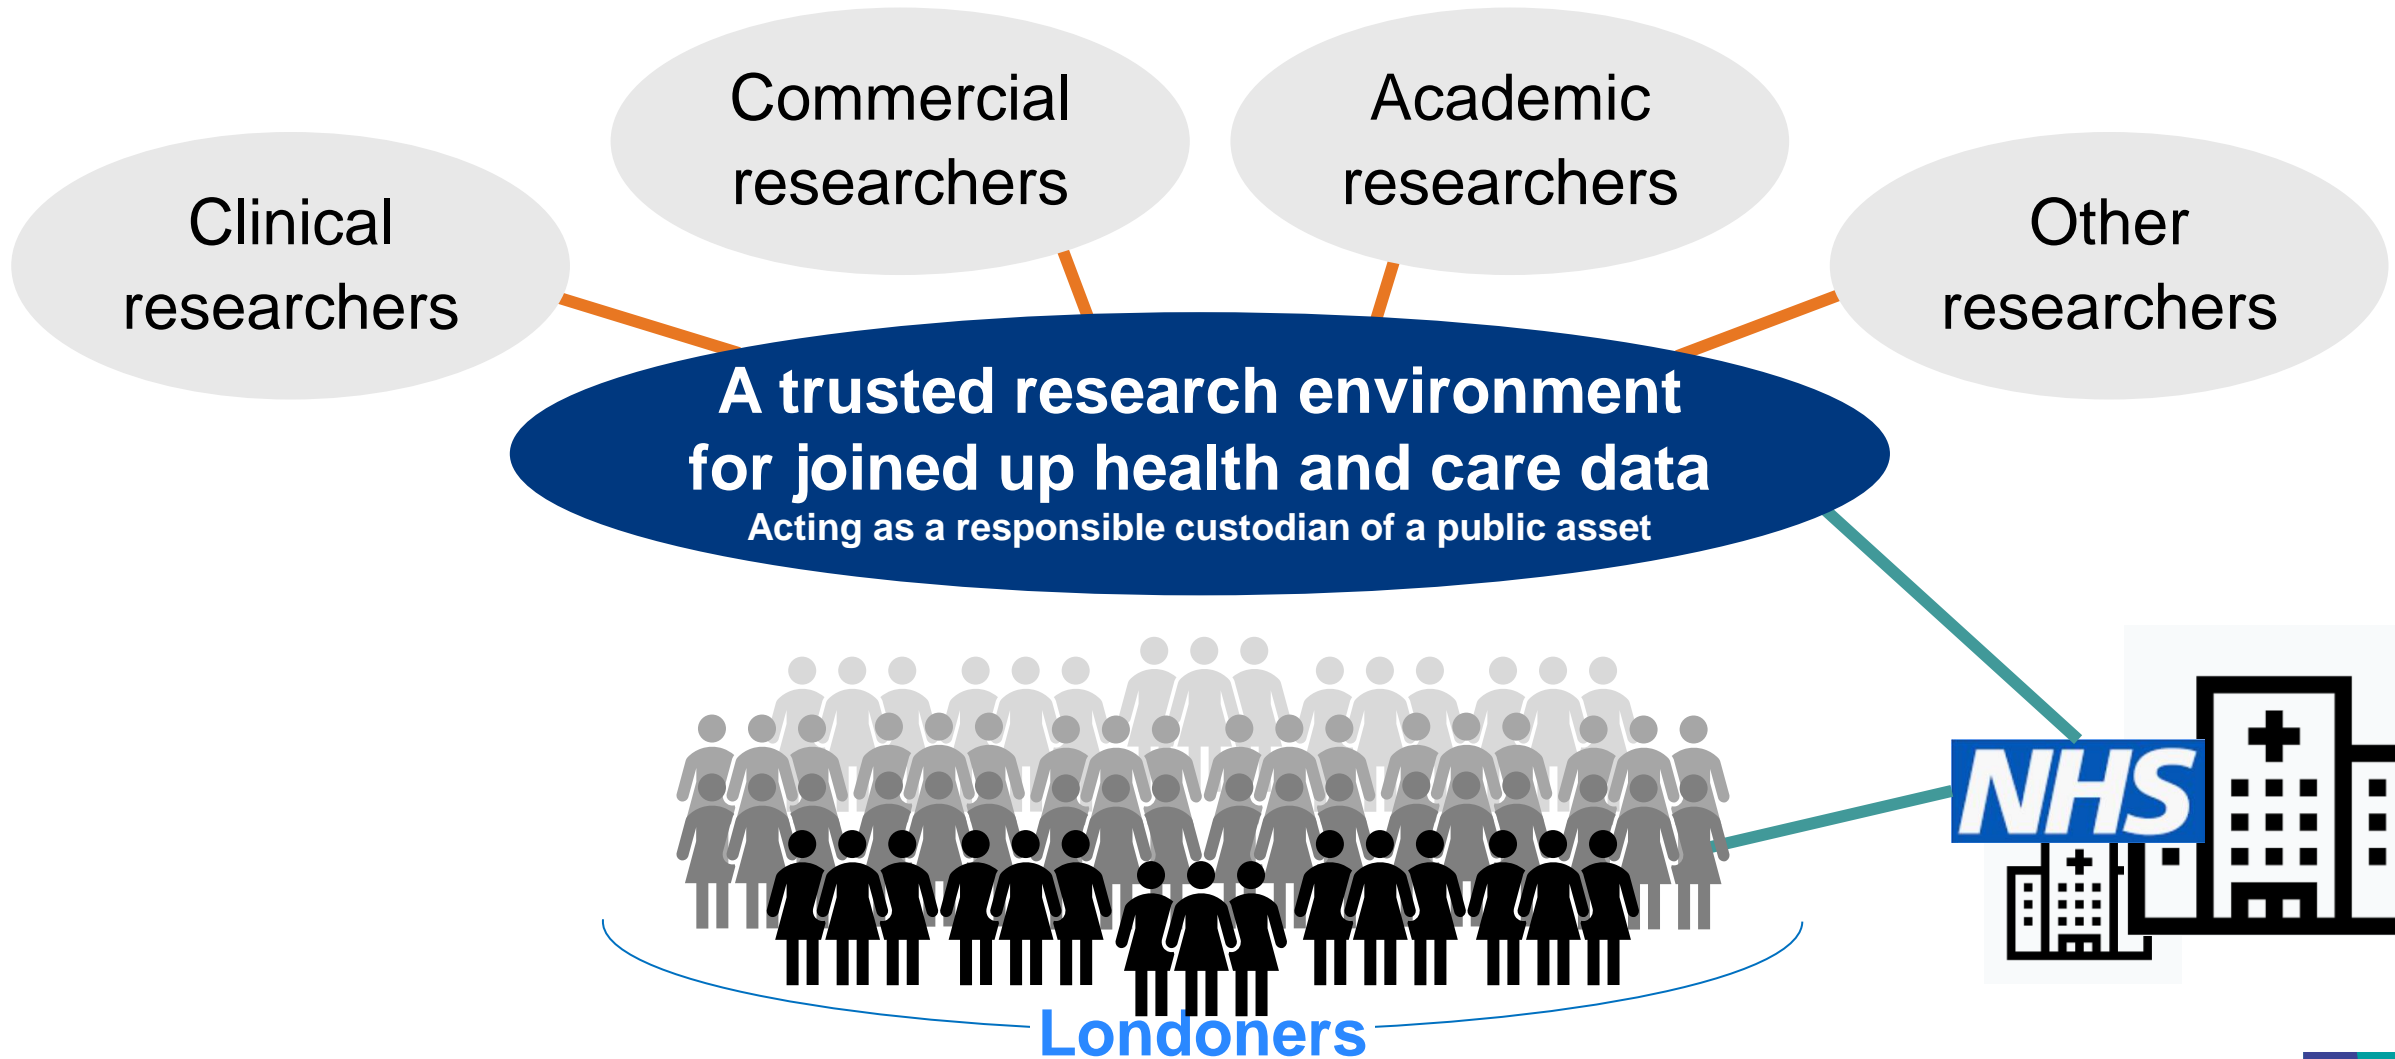 Clinical
researchers
Commercial
researchers
Academic
researchers
Other
researchers
A trusted research environment
for joined up health and care data
Acting as a responsible custodian of a public asset
NHS
Londoners